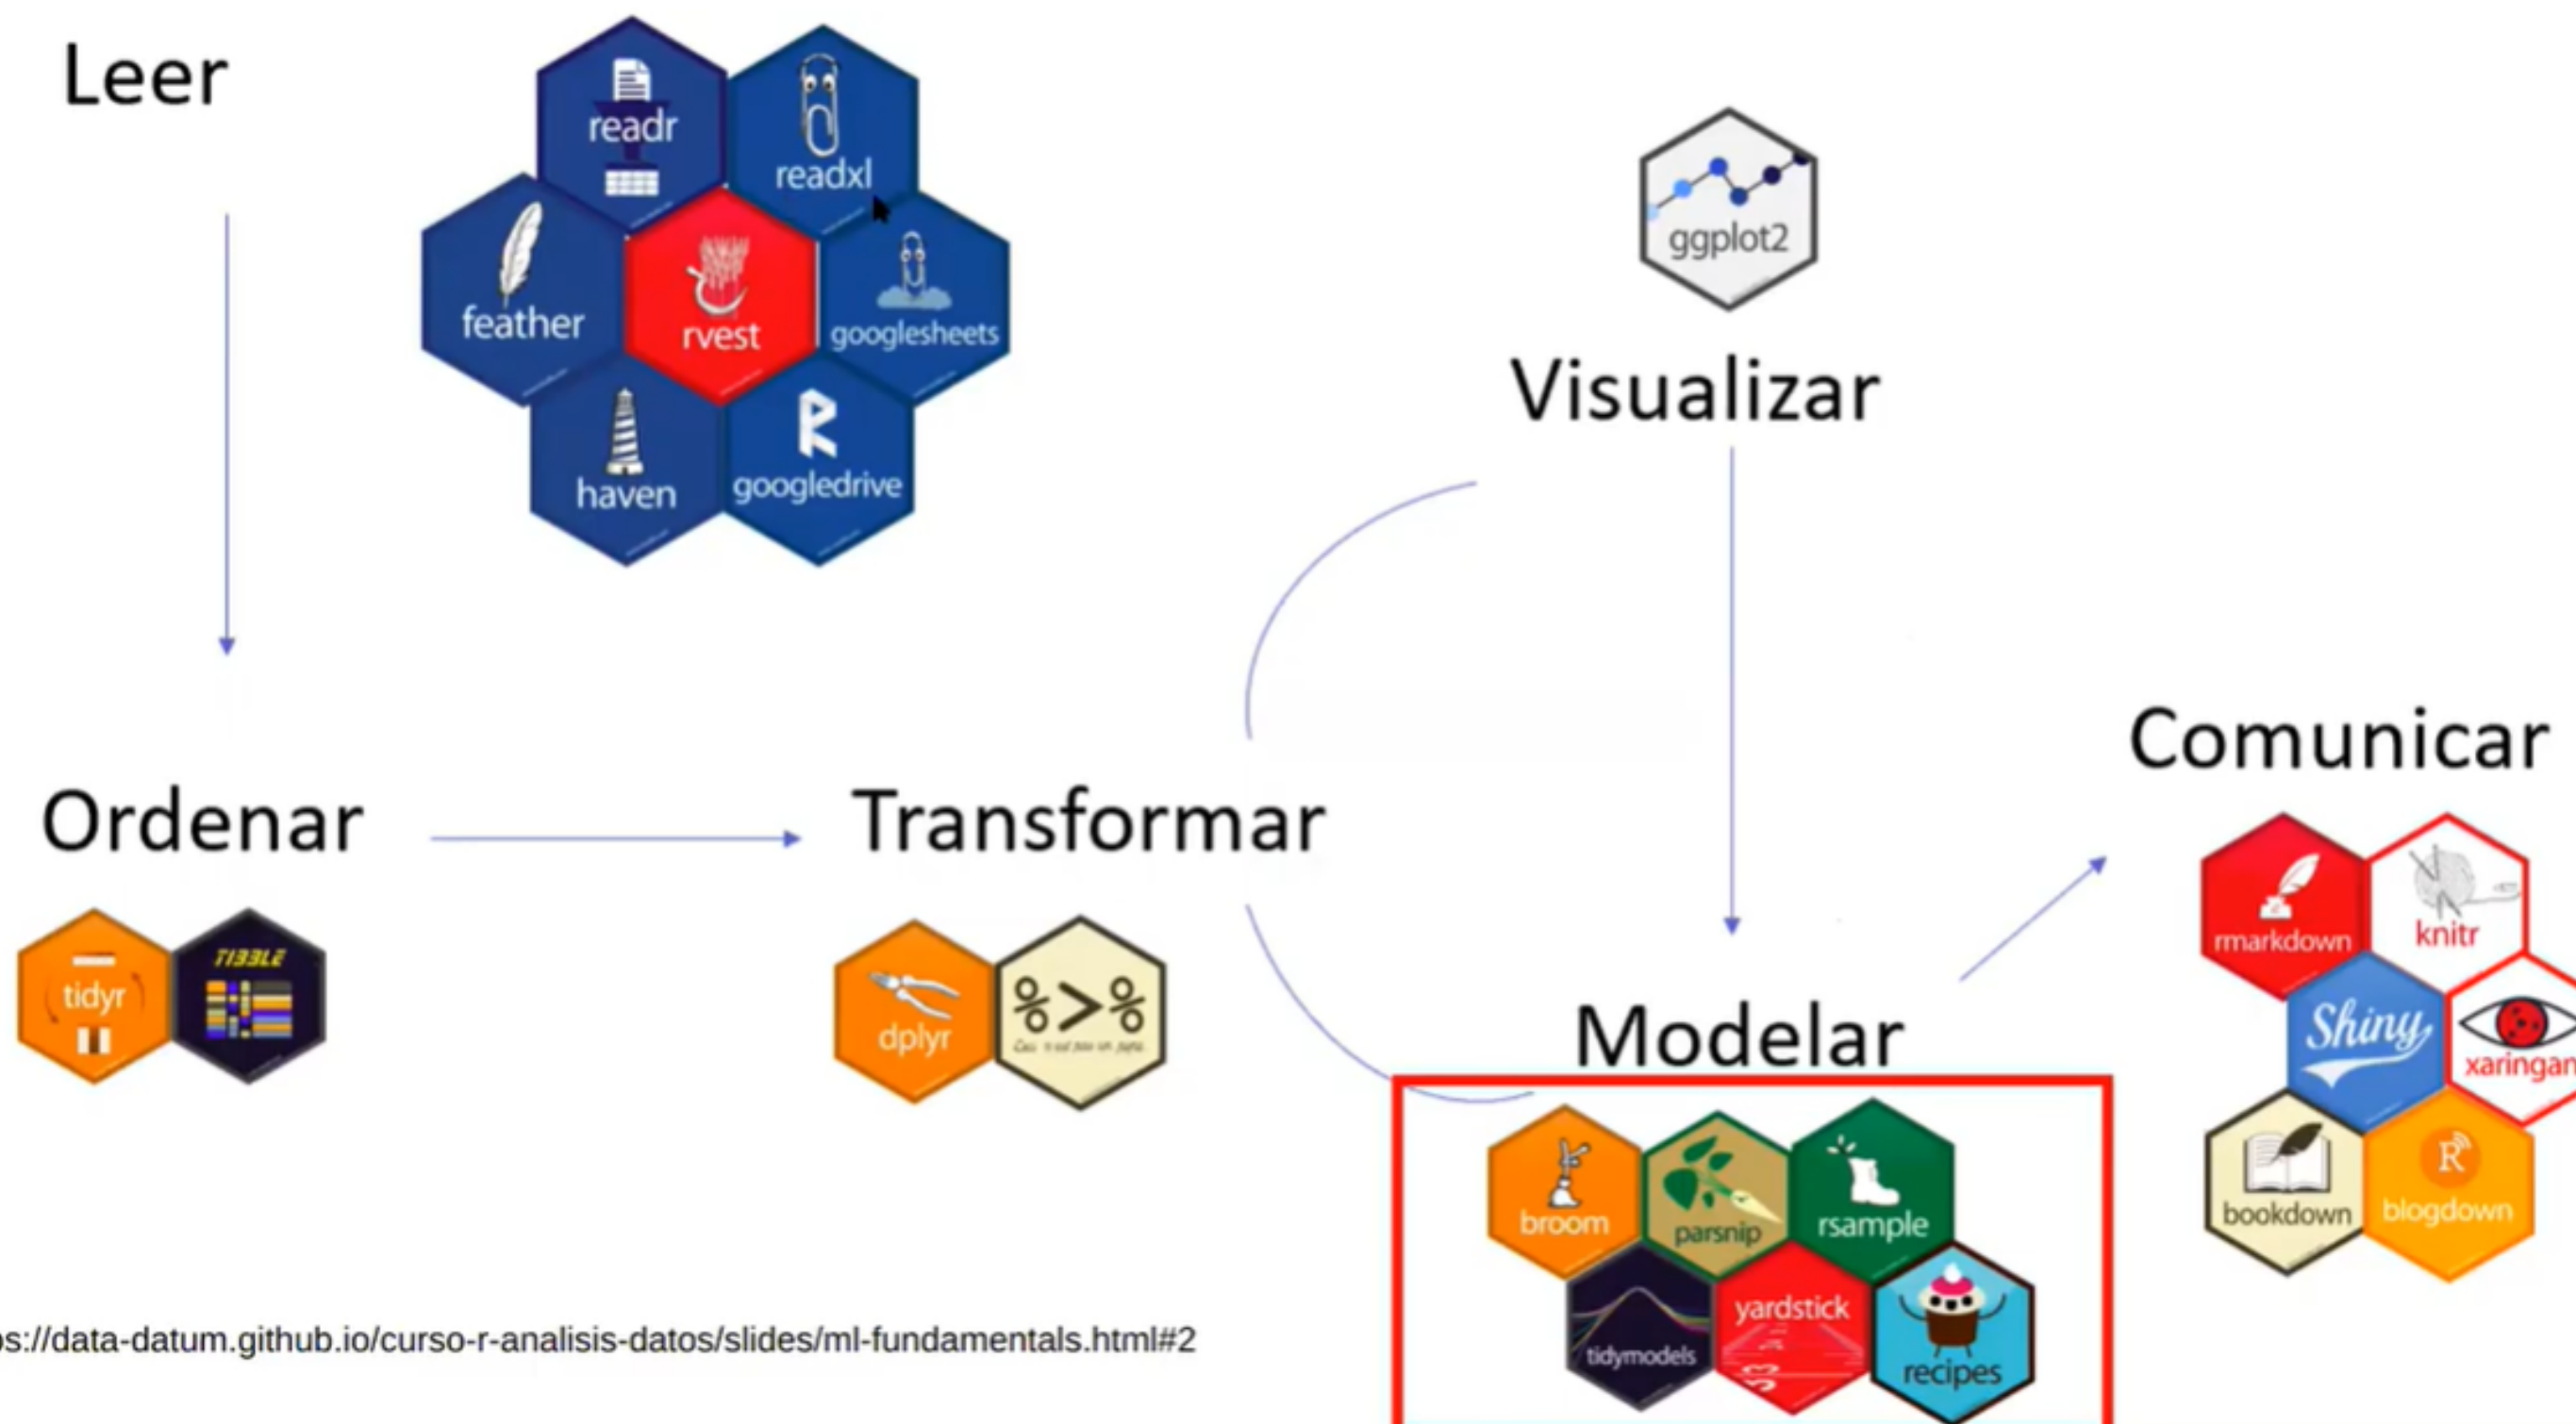 Leer
readr
readxl
feather
rvest
googlesheets
haven
googledrive
ggplot2
Visualizar
Ordenar
tidyr
TIBBLE
Transformar
dplyr
%>%
Modelar
broom
parsnip
rsample
tidymodels
yardstick
recipes
Comunicar
rmarkdown
knitr
Shiny
xaringan
bookdown
R
blogdown
ps://data-datum.github.io/curso-r-analisis-datos/slides/ml-fundamentals.html#2